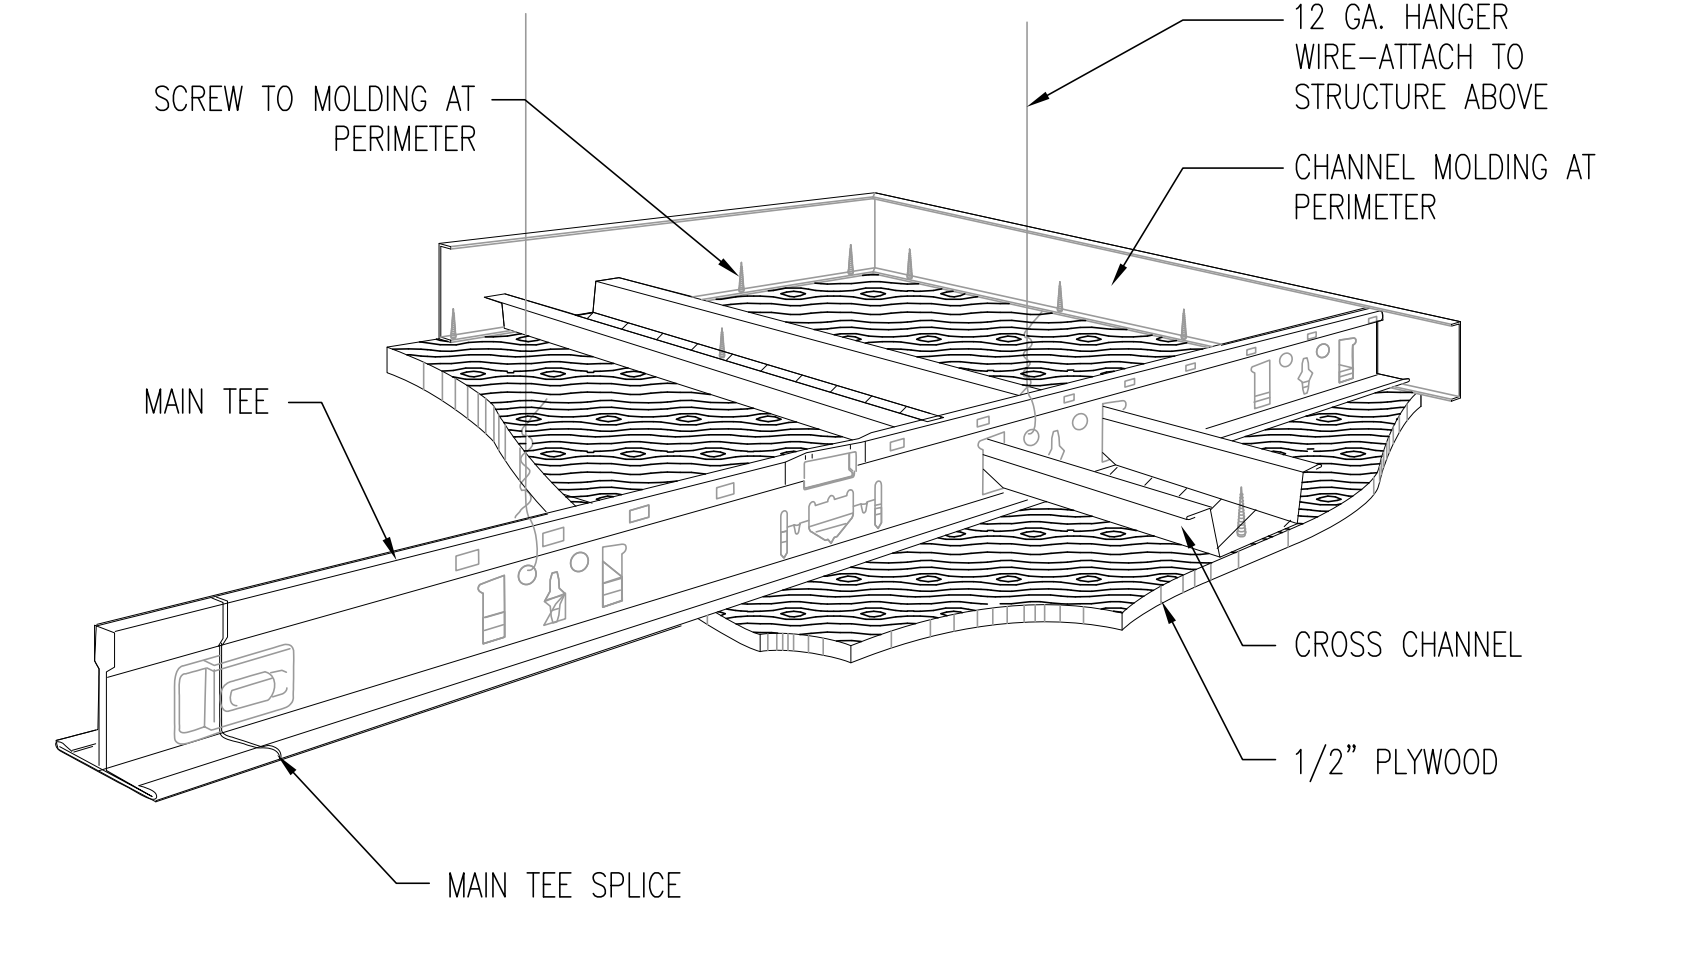 12 GA. HANGER
WIRE-ATTACH TO
STRUCTURE ABOVE
SCREW TO MOLDING AT
PERIMETER
CHANNEL MOLDING AT
PERIMETER
MAIN TEE
CROSS CHANNEL
1/2" PLYWOOD
MAIN TEE SPLICE